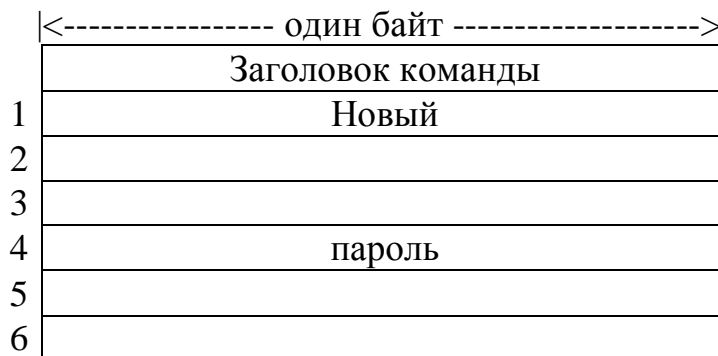 |<----------------- один байт -------------------->
Заголовок команды
1 Новый
2
3
4 пароль
5
6